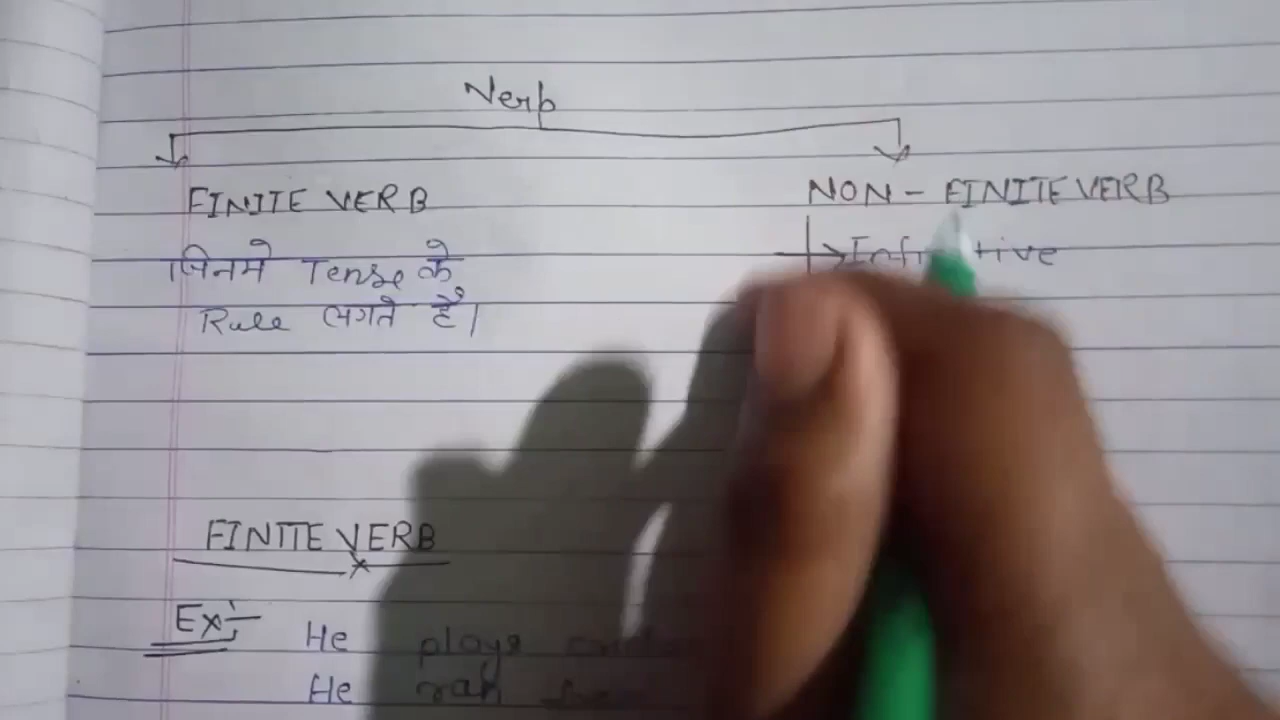 Verb
FINITE VERB
NON - FINITE VERB
जिनमे Tense के
Rule लगते हैं।
FINITE VERB
Ex:-
He plays
He ran